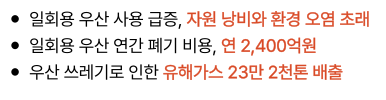 • 일회용 우산 사용 급증, 자원 낭비와 환경 오염 초래
• 일회용 우산 연간 폐기 비용, 연 2,400억원
• 우산 쓰레기로 인한 유해가스 23만 2천톤 배출